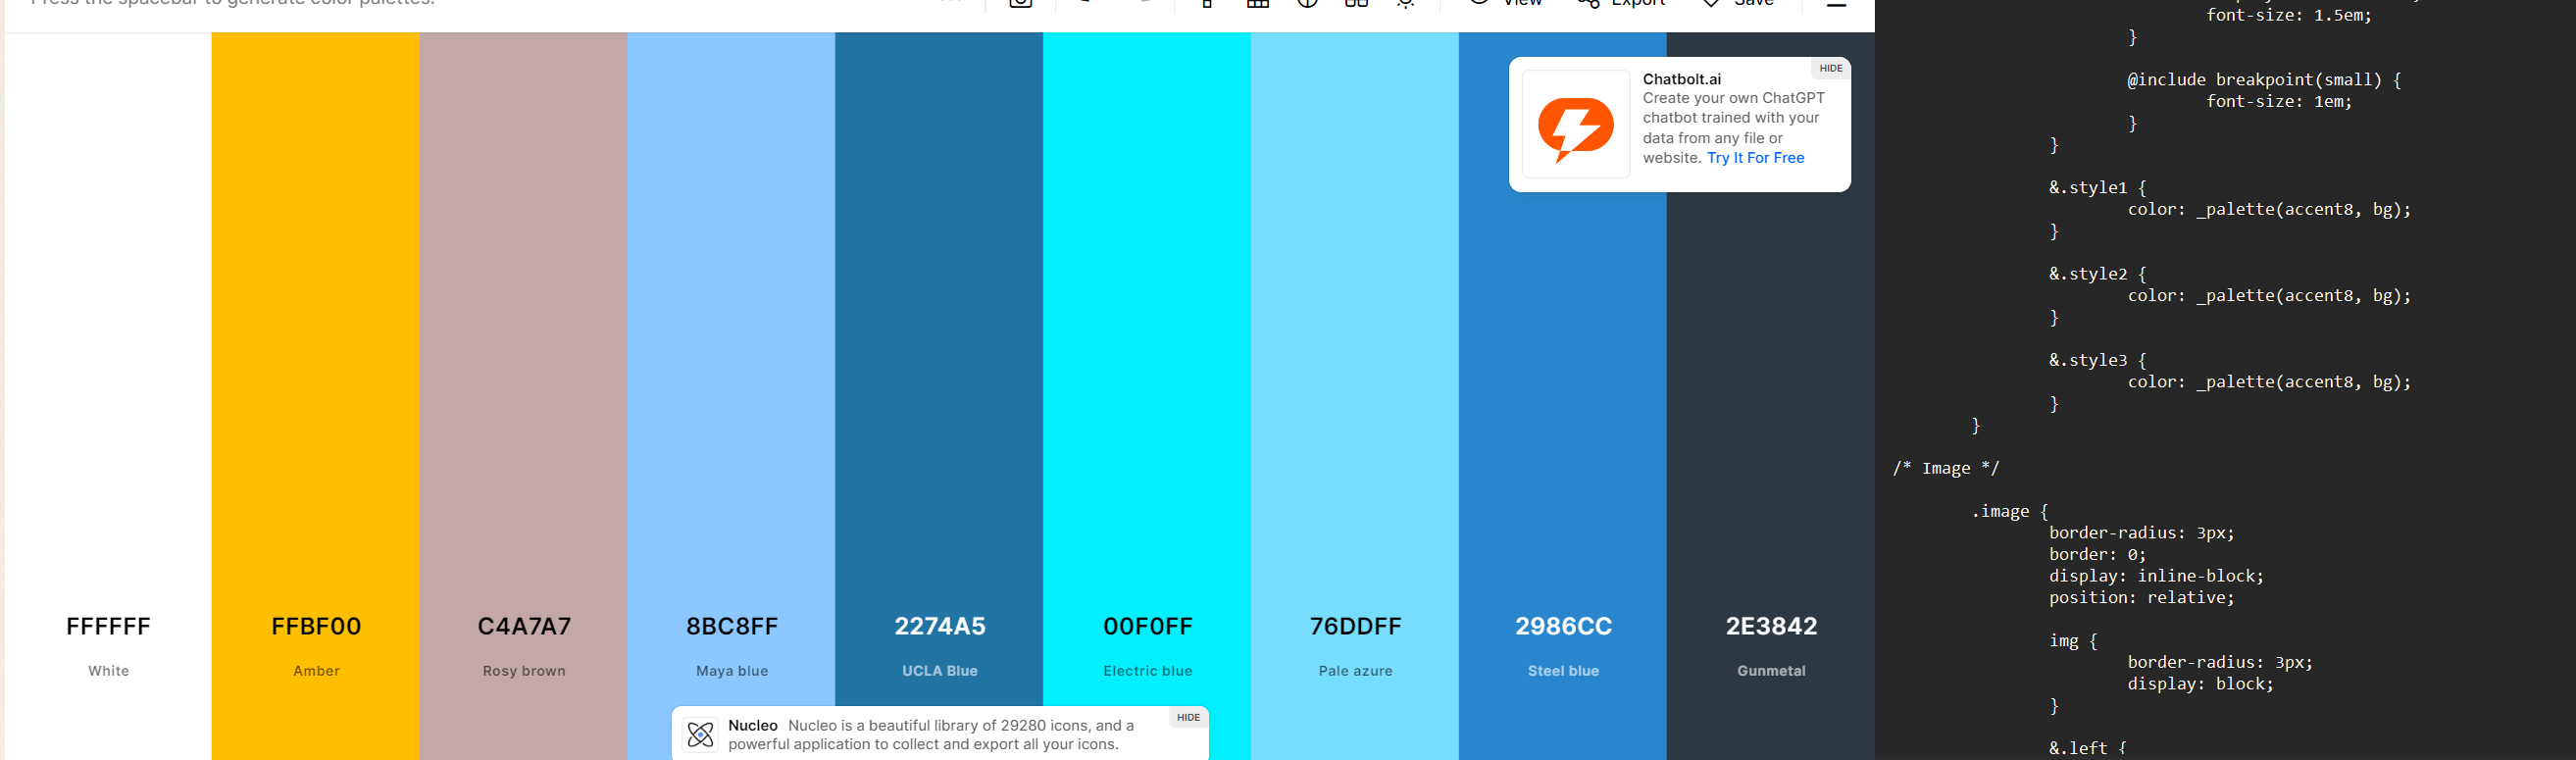 Press the spacebar to generate color palettes.
View
Export
Save
HIDE
Chatbolt.ai
Create your own ChatGPT
chatbot trained with your
data from any file or
website. Try It For Free
FFFFFF
White
FFBF00
Amber
C4A7A7
Rosy brown
8BC8FF
Maya blue
2274A5
UCLA Blue
00F0FF
Electric blue
76DDFF
Pale azure
2986CC
Steel blue
2E3842
Gunmetal
HIDE
Nucleo Nucleo is a beautiful library of 29280 icons, and a
powerful application to collect and export all your icons.
font-size: 1.5em;
}
@include breakpoint(small) {
font-size: 1em;
}
}
&.style1 {
color: _palette(accent8, bg);
}
&.style2 {
color: _palette(accent8, bg);
}
&.style3 {
color: _palette(accent8, bg);
}
}
/* Image */
.image {
border-radius: 3px;
border: 0;
display: inline-block;
position: relative;
img {
border-radius: 3px;
display: block;
}
&.left {